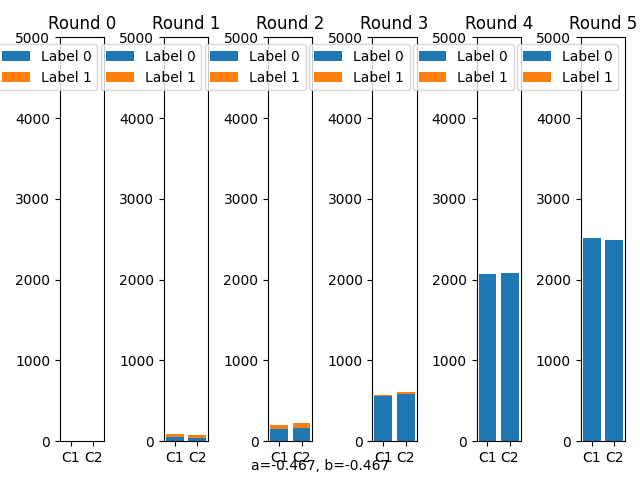 Round 0 Round 1 Round 2 Round 3 Round 4 Round 5
5000 5000 5000 5000 5000 5000
Label 0 Label 0 Label 0 Label 0 Label 0 Label 0
Label 1 Label 1 Label 1 Label 1 Label 1 Label 1
4000 4000 4000 4000 4000 4000
3000 3000 3000 3000 3000 3000
2000 2000 2000 2000 2000 2000
1000 1000 1000 1000 1000 1000
0 0 0 0 0 0
C1 C2 C1 C2 C1 C2 C1 C2 C1 C2 C1 C2
a=-0.467, b=-0.467